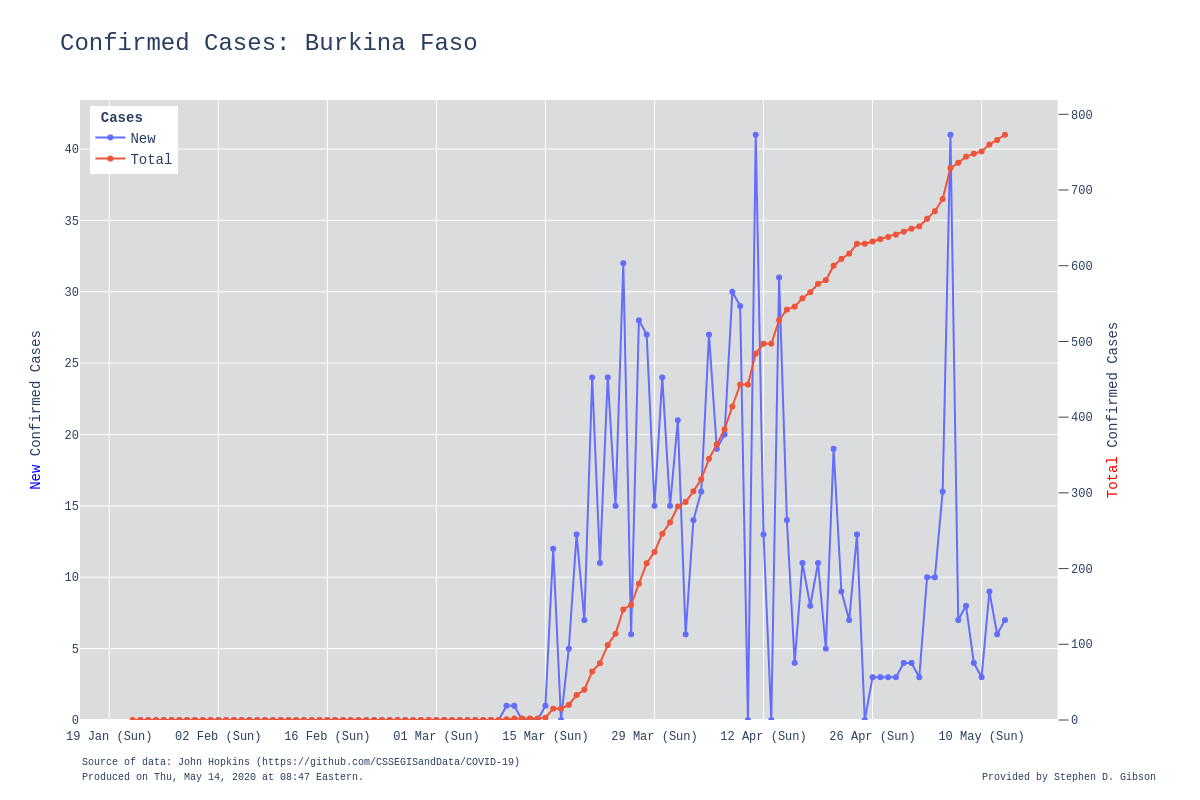 Confirmed Cases: Burkina Faso
Cases
New
Total
40
35
30
25
20
15
10
5
0
800
700
600
500
400
300
200
100
0
New Confirmed Cases
Total Confirmed Cases
19 Jan (Sun) 02 Feb (Sun) 16 Feb (Sun) 01 Mar (Sun) 15 Mar (Sun) 29 Mar (Sun) 12 Apr (Sun) 26 Apr (Sun) 10 May (Sun)
Source of data: John Hopkins (https://github.com/CSSEGISandData/COVID-19)
Produced on Thu, May 14, 2020 at 08:47 Eastern.
Provided by Stephen D. Gibson